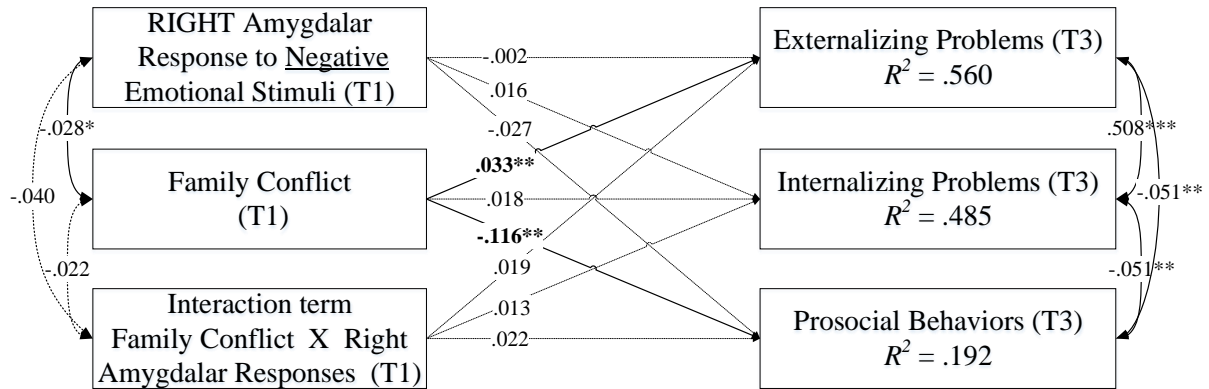 RIGHT Amygdalar
Response to Negative
Emotional Stimuli (T1)
Family Conflict
(T1)
Interaction term
Family Conflict X Right
Amygdalar Responses (T1)
-.028*
-.040
-.022
-.002
.016
-.027
.033**
.018
-.116**
.019
.013
.022
Externalizing Problems (T3)
R² = .560
Internalizing Problems (T3)
R² = .485
Prosocial Behaviors (T3)
R² = .192
.508***
-.051**
-.051**